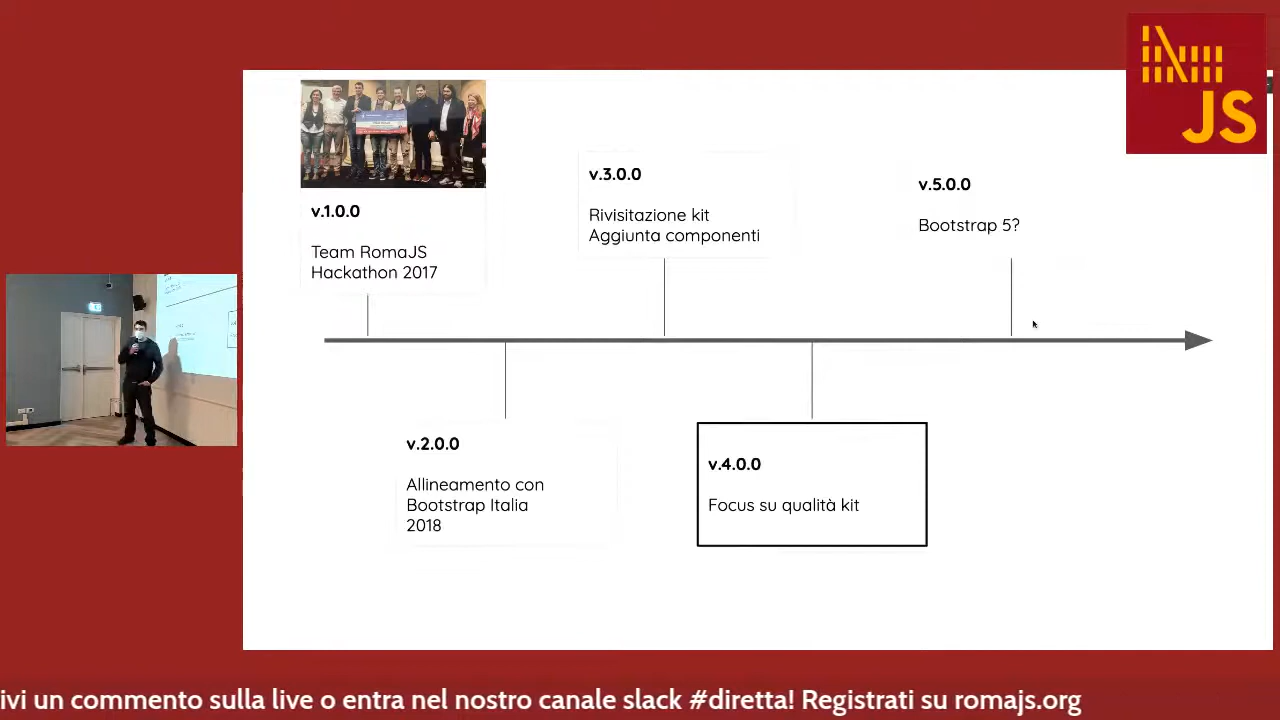 JS
v.1.0.0
Team RomaJS
Hackathon 2017
v.3.0.0
Rivisitazione kit
Aggiunta componenti
v.5.0.0
Bootstrap 5?
v.2.0.0
Allineamento con
Bootstrap Italia
2018
v.4.0.0
Focus su qualità kit
ivi un commento sulla live o entra nel nostro canale slack #diretta! Registrati su romajs.org